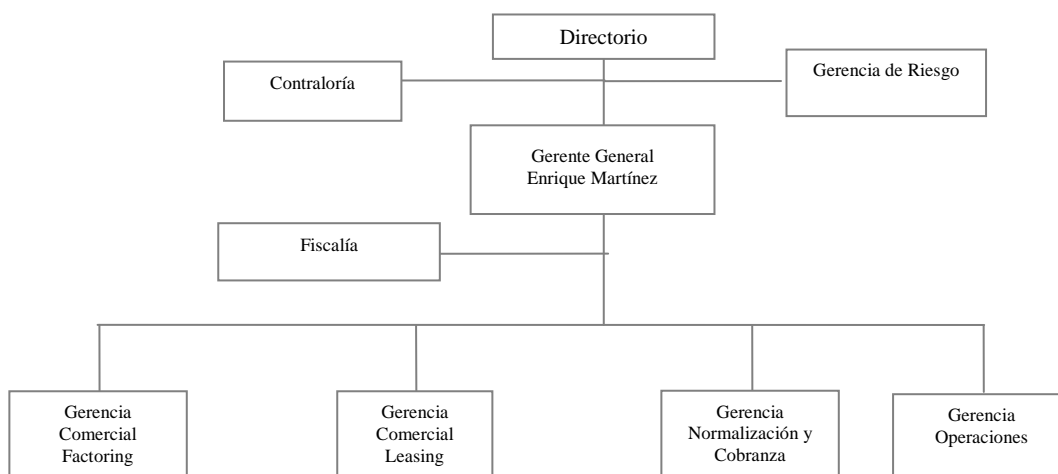 Directorio
Contraloría
Gerencia de Riesgo
Gerente General
Enrique Martínez
Fiscalía
Gerencia
Comercial
Factoring
Gerencia
Comercial
Leasing
Gerencia
Normalización y
Cobranza
Gerencia
Operaciones